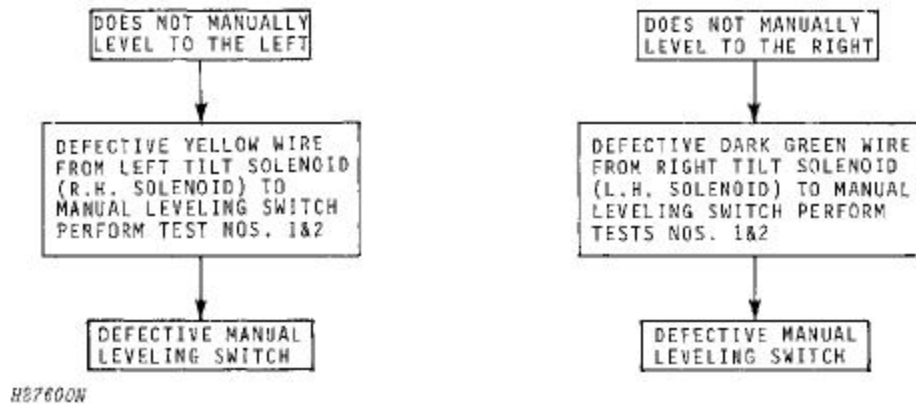 DOES NOT MANUALLY
LEVEL TO THE LEFT
DEFECTIVE YELLOW WIRE
FROM LEFT TILT SOLENOID
(R.H. SOLENOID) TO
MANUAL LEVELING SWITCH
PERFORM TEST NOS. 1&2
DEFECTIVE MANUAL
LEVELING SWITCH
DOES NOT MANUALLY
LEVEL TO THE RIGHT
DEFECTIVE DARK GREEN WIRE
FROM RIGHT TILT SOLENOID
(L.H. SOLENOID) TO MANUAL
LEVELING SWITCH PERFORM
TESTS NOS. 1&2
DEFECTIVE MANUAL
LEVELING SWITCH
H87600N